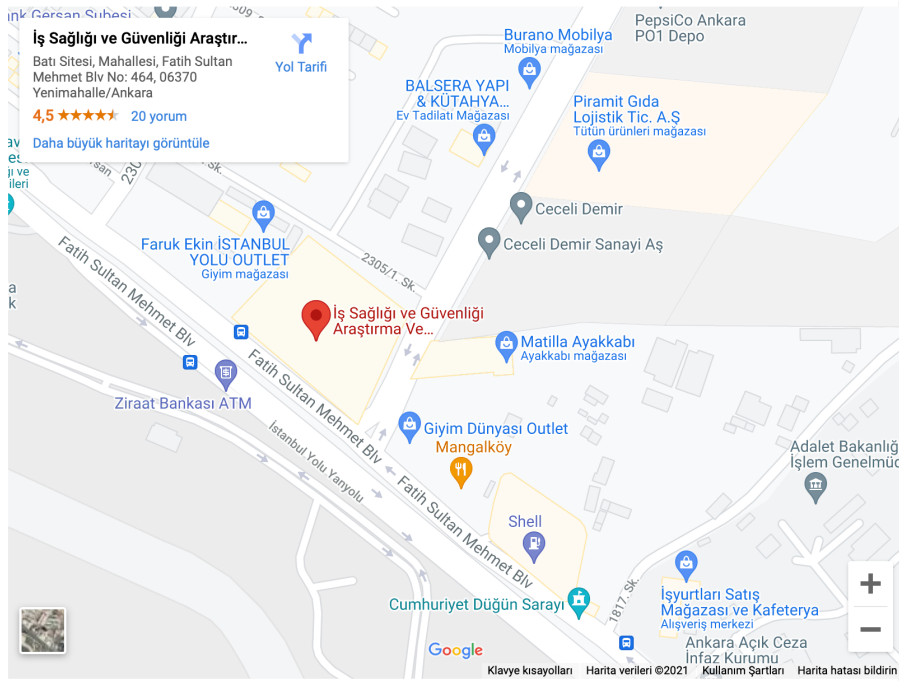 nk Gersan Şubesi
İş Sağlığı ve Güvenliği Araştır...
Batı Sitesi, Mahallesi, Fatih Sultan
Mehmet Blv No: 464, 06370
Yenimahalle/Ankara
4,5
20 yorum
Daha büyük haritayı görüntüle
Yol Tarifi
Burano Mobilya
Mobilya mağazası
PepsiCo Ankara
PO1 Depo
BALSERA YAPI
& KÜTAHYA...
Ev Tadilatı Mağazası
Piramit Gıda
Lojistik Tic. A.Ş
Tütün ürünleri mağazası
Sk.
Ceceli Demir
Ceceli Demir Sanayi Aş
Faruk Ekin İSTANBUL
YOLU OUTLET
Giyim mağazası
2305/1. Sk.
Fatih Sultan Mehmet Blv
İş Sağlığı ve Güvenliği
Araştırma Ve...
Matilla Ayakkabı
Ayakkabı mağazası
Ziraat Bankası ATM
Fatih Sultan Mehmet Blv
Giyim Dünyası Outlet
Mangalköy
İstanbul Yolu Yanyolu
Adalet Bakanlığ
İşlem Genelmüd
Fatih Sultan Mehmet Blv
Shell
1817. Sk.
Cumhuriyet Düğün Sarayı
İşyurtları Satış
Mağazası ve Kafeterya
Alışveriş merkezi
Ankara Açık Ceza
İnfaz Kurumu
Google
Klavye kısayolları
Harita verileri ©2021
Kullanım Şartları
Harita hatası bildirin